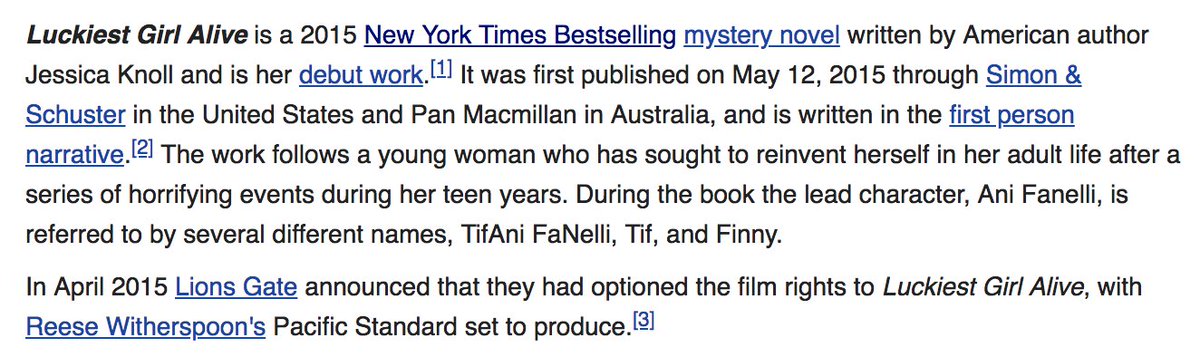 Luckiest Girl Alive is a 2015 New York Times Bestselling mystery novel written by American author
Jessica Knoll and is her debut work.[1] It was first published on May 12, 2015 through Simon &
Schuster in the United States and Pan Macmillan in Australia, and is written in the first person
narrative.[2] The work follows a young woman who has sought to reinvent herself in her adult life after a
series of horrifying events during her teen years. During the book the lead character, Ani Fanelli, is
referred to by several different names, TifAni FaNelli, Tif, and Finny.
In April 2015 Lions Gate announced that they had optioned the film rights to Luckiest Girl Alive, with
Reese Witherspoon's Pacific Standard set to produce.[3]